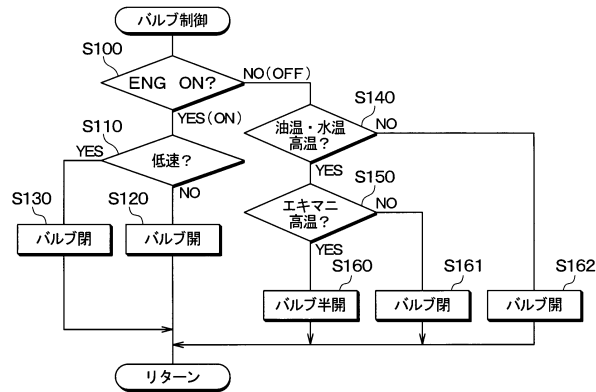 バルブ制御
S100
ENG ON?
NO(OFF)
YES(ON)
S110
低速?
YES
NO
S140
油温・水温
高温?
NO
YES
S150
エキマニ
高温?
NO
YES
S130
バルブ閉
S120
バルブ開
S160
バルブ半開
S161
バルブ閉
S162
バルブ開
リターン